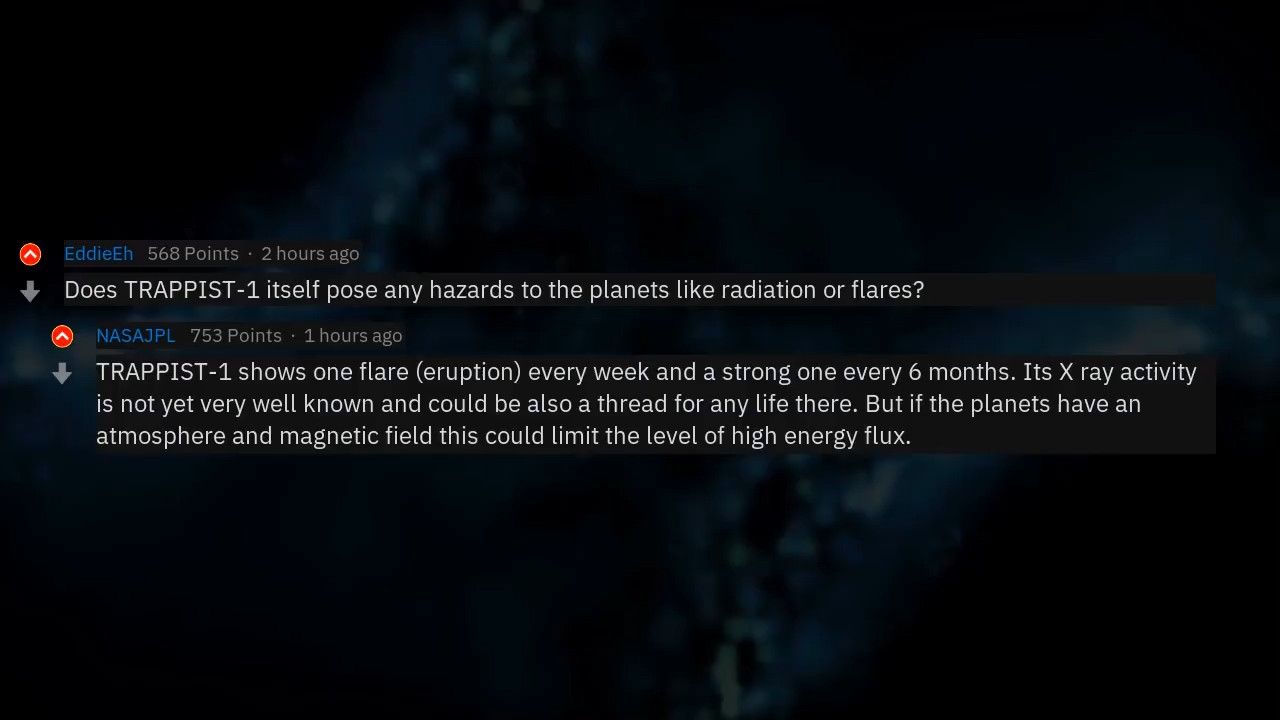 EddieEh 568 Points · 2 hours ago
Does TRAPPIST-1 itself pose any hazards to the planets like radiation or flares?
NASAJPL 753 Points · 1 hours ago
TRAPPIST-1 shows one flare (eruption) every week and a strong one every 6 months. Its X ray activity
is not yet very well known and could be also a thread for any life there. But if the planets have an
atmosphere and magnetic field this could limit the level of high energy flux.